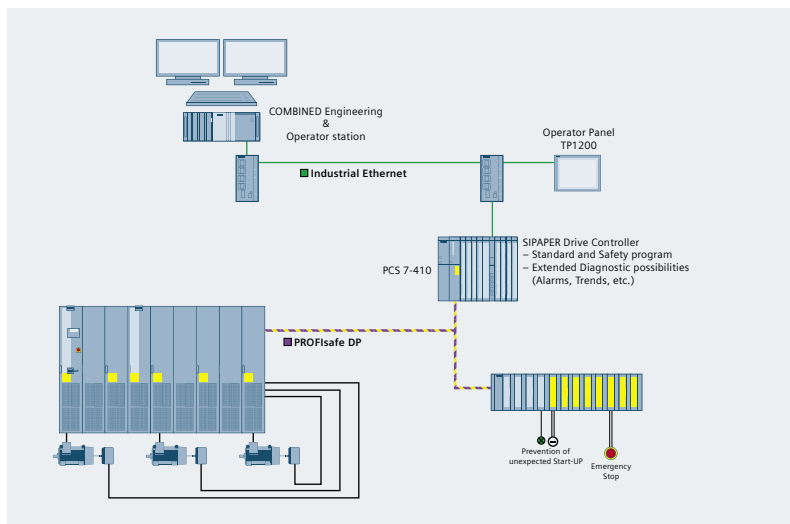 COMBINED Engineering
&
Operator station
Operator Panel
TP1200
Industrial Ethernet
SIPAPER Drive Controller
– Standard and Safety program
– Extended Diagnostic possibilities
(Alarms, Trends, etc.)
PCS 7-410
PROFIsafe DP
Prevention of
unexpected Start-UP
Emergency
Stop